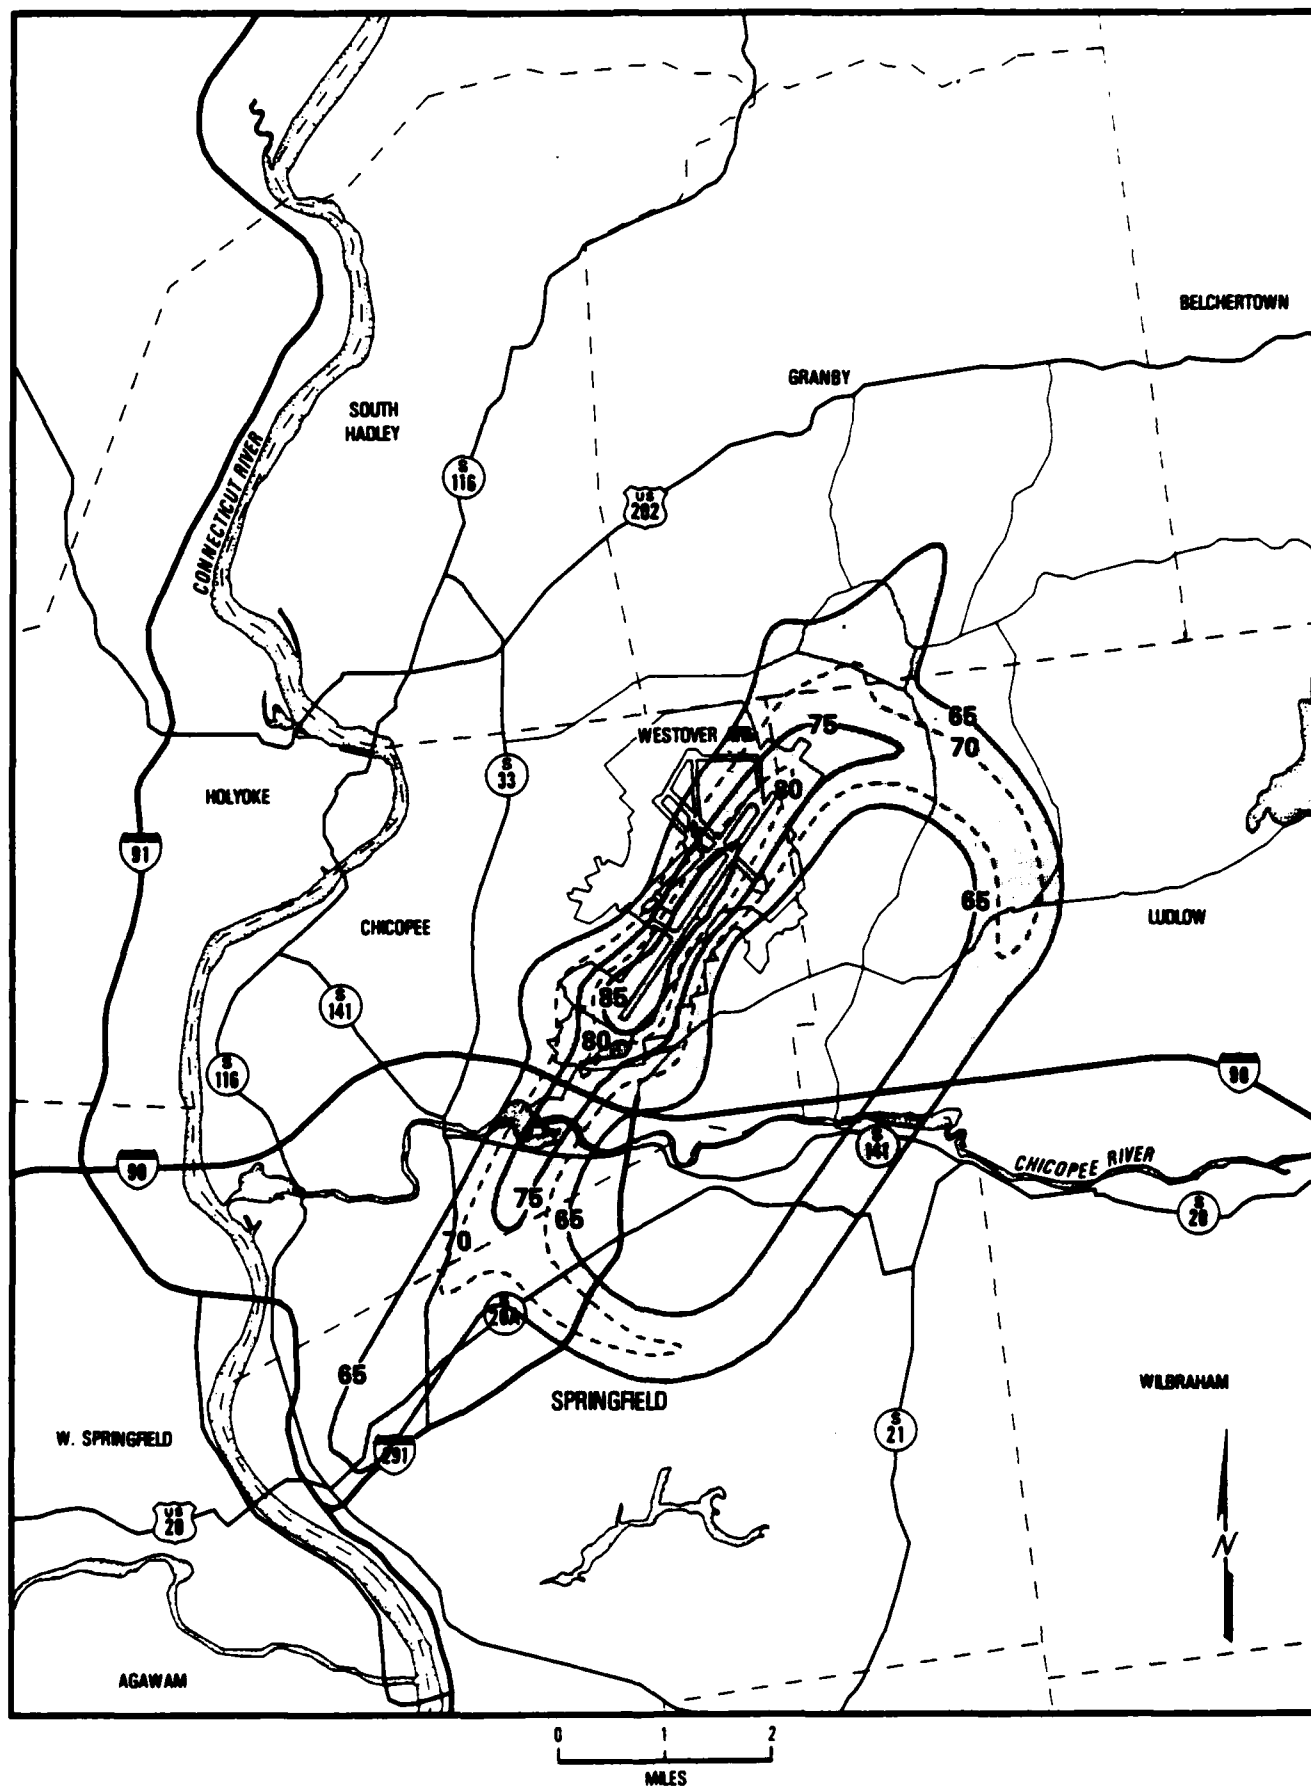 BELCHERTOWN
GRANBY
SOUTH
HADLEY
CONNECTICUT RIVER
S
116
US
202
65
70
75
WESTOVER
S
33
80
HOLYOKE
91
65
CHICOPEE
LUDLOW
85
S
141
80
S
116
90
90
S
141
CHICOPEE RIVER
75
65
S
20
70
S
20A
65
SPRINGFIELD
WILBRAHAM
S
21
W. SPRINGFIELD
291
US
20
N
AGAWAM
0 1 2
MILES